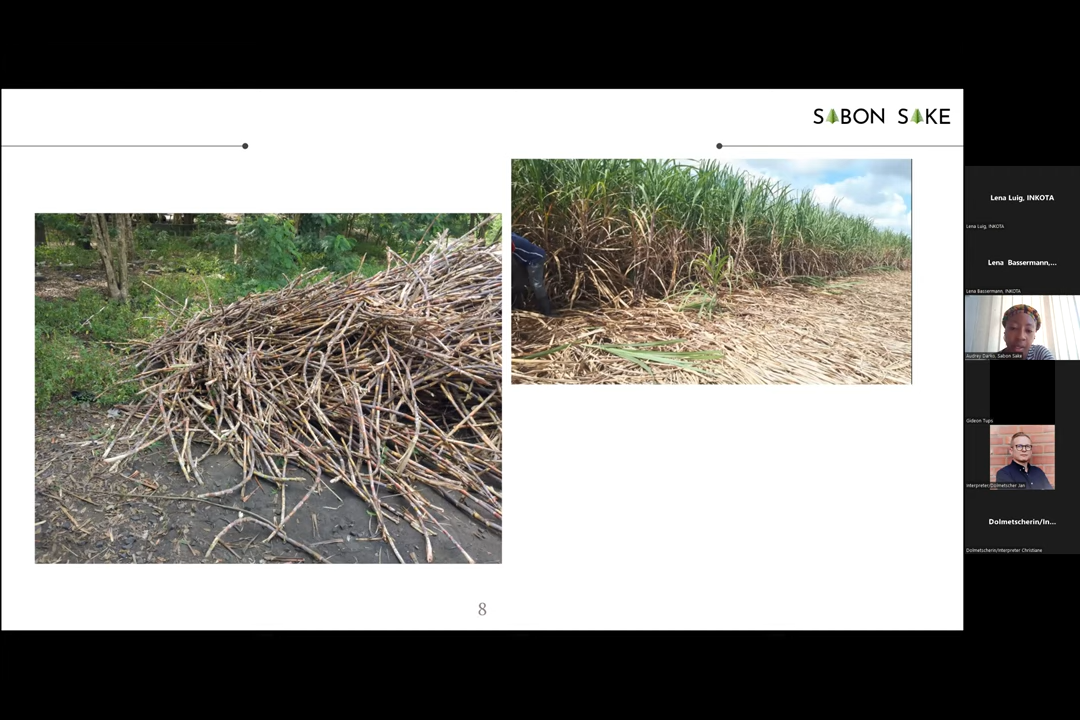 SABON SAKE
8
Lena Luig, INKOTA
Lena Luig, INKOTA
Lena Bassermann,...
Lena Bassermann, INKOTA
Audrey Darko, Sabon Sake
Gideon Tups
Interpreter/Dolmetscher Jan
Dolmetscherin/In...
Dolmetscherin/Interpreter Christiane